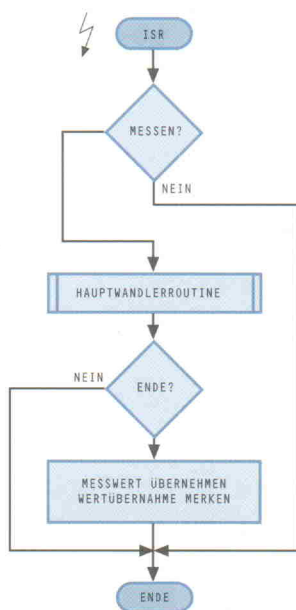 ISR
MESSEN?
NEIN
HAUPTWANDLERROUTINE
NEIN
ENDE?
MESSWERT ÜBERNEHMEN
WERTÜBERNAHME MERKEN
ENDE